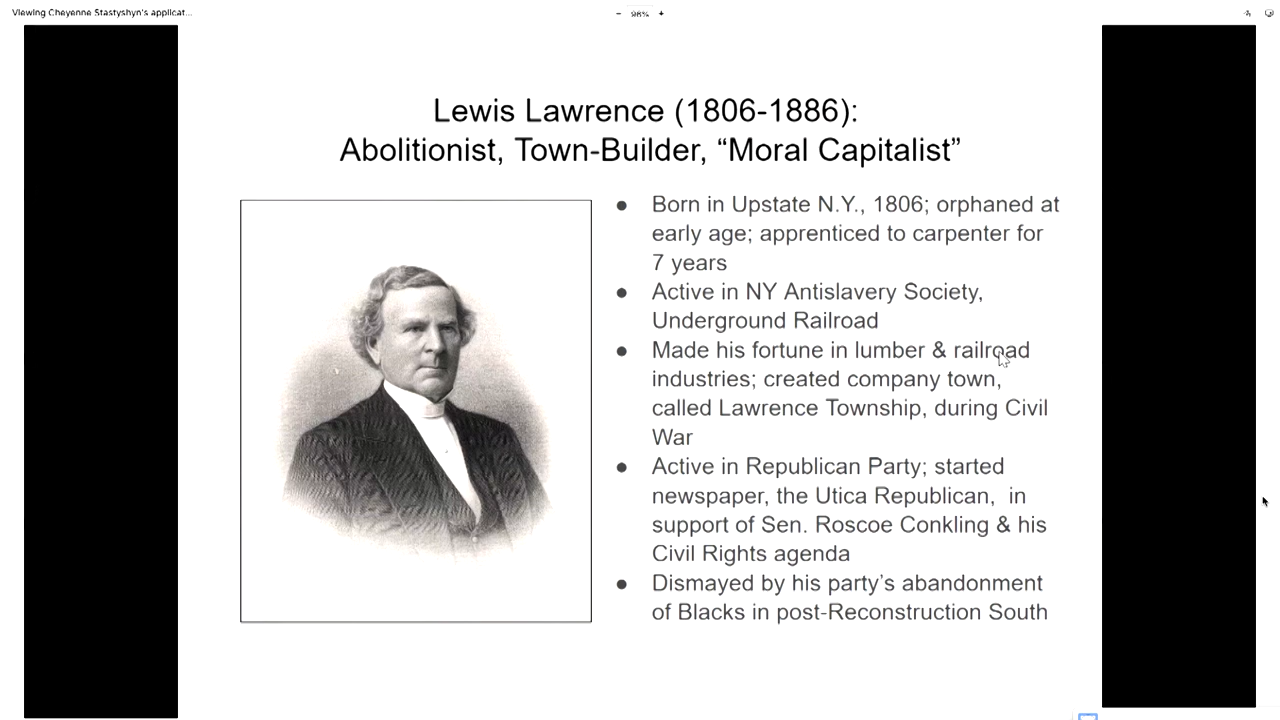 Viewing Cheyenne Stastyshyn's applicat...
− 96% +
Lewis Lawrence (1806-1886):
Abolitionist, Town-Builder, “Moral Capitalist”
● Born in Upstate N.Y., 1806; orphaned at
early age; apprenticed to carpenter for
7 years
● Active in NY Antislavery Society,
Underground Railroad
● Made his fortune in lumber & railroad
industries; created company town,
called Lawrence Township, during Civil
War
● Active in Republican Party; started
newspaper, the Utica Republican, in
support of Sen. Roscoe Conkling & his
Civil Rights agenda
● Dismayed by his party’s abandonment
of Blacks in post-Reconstruction South